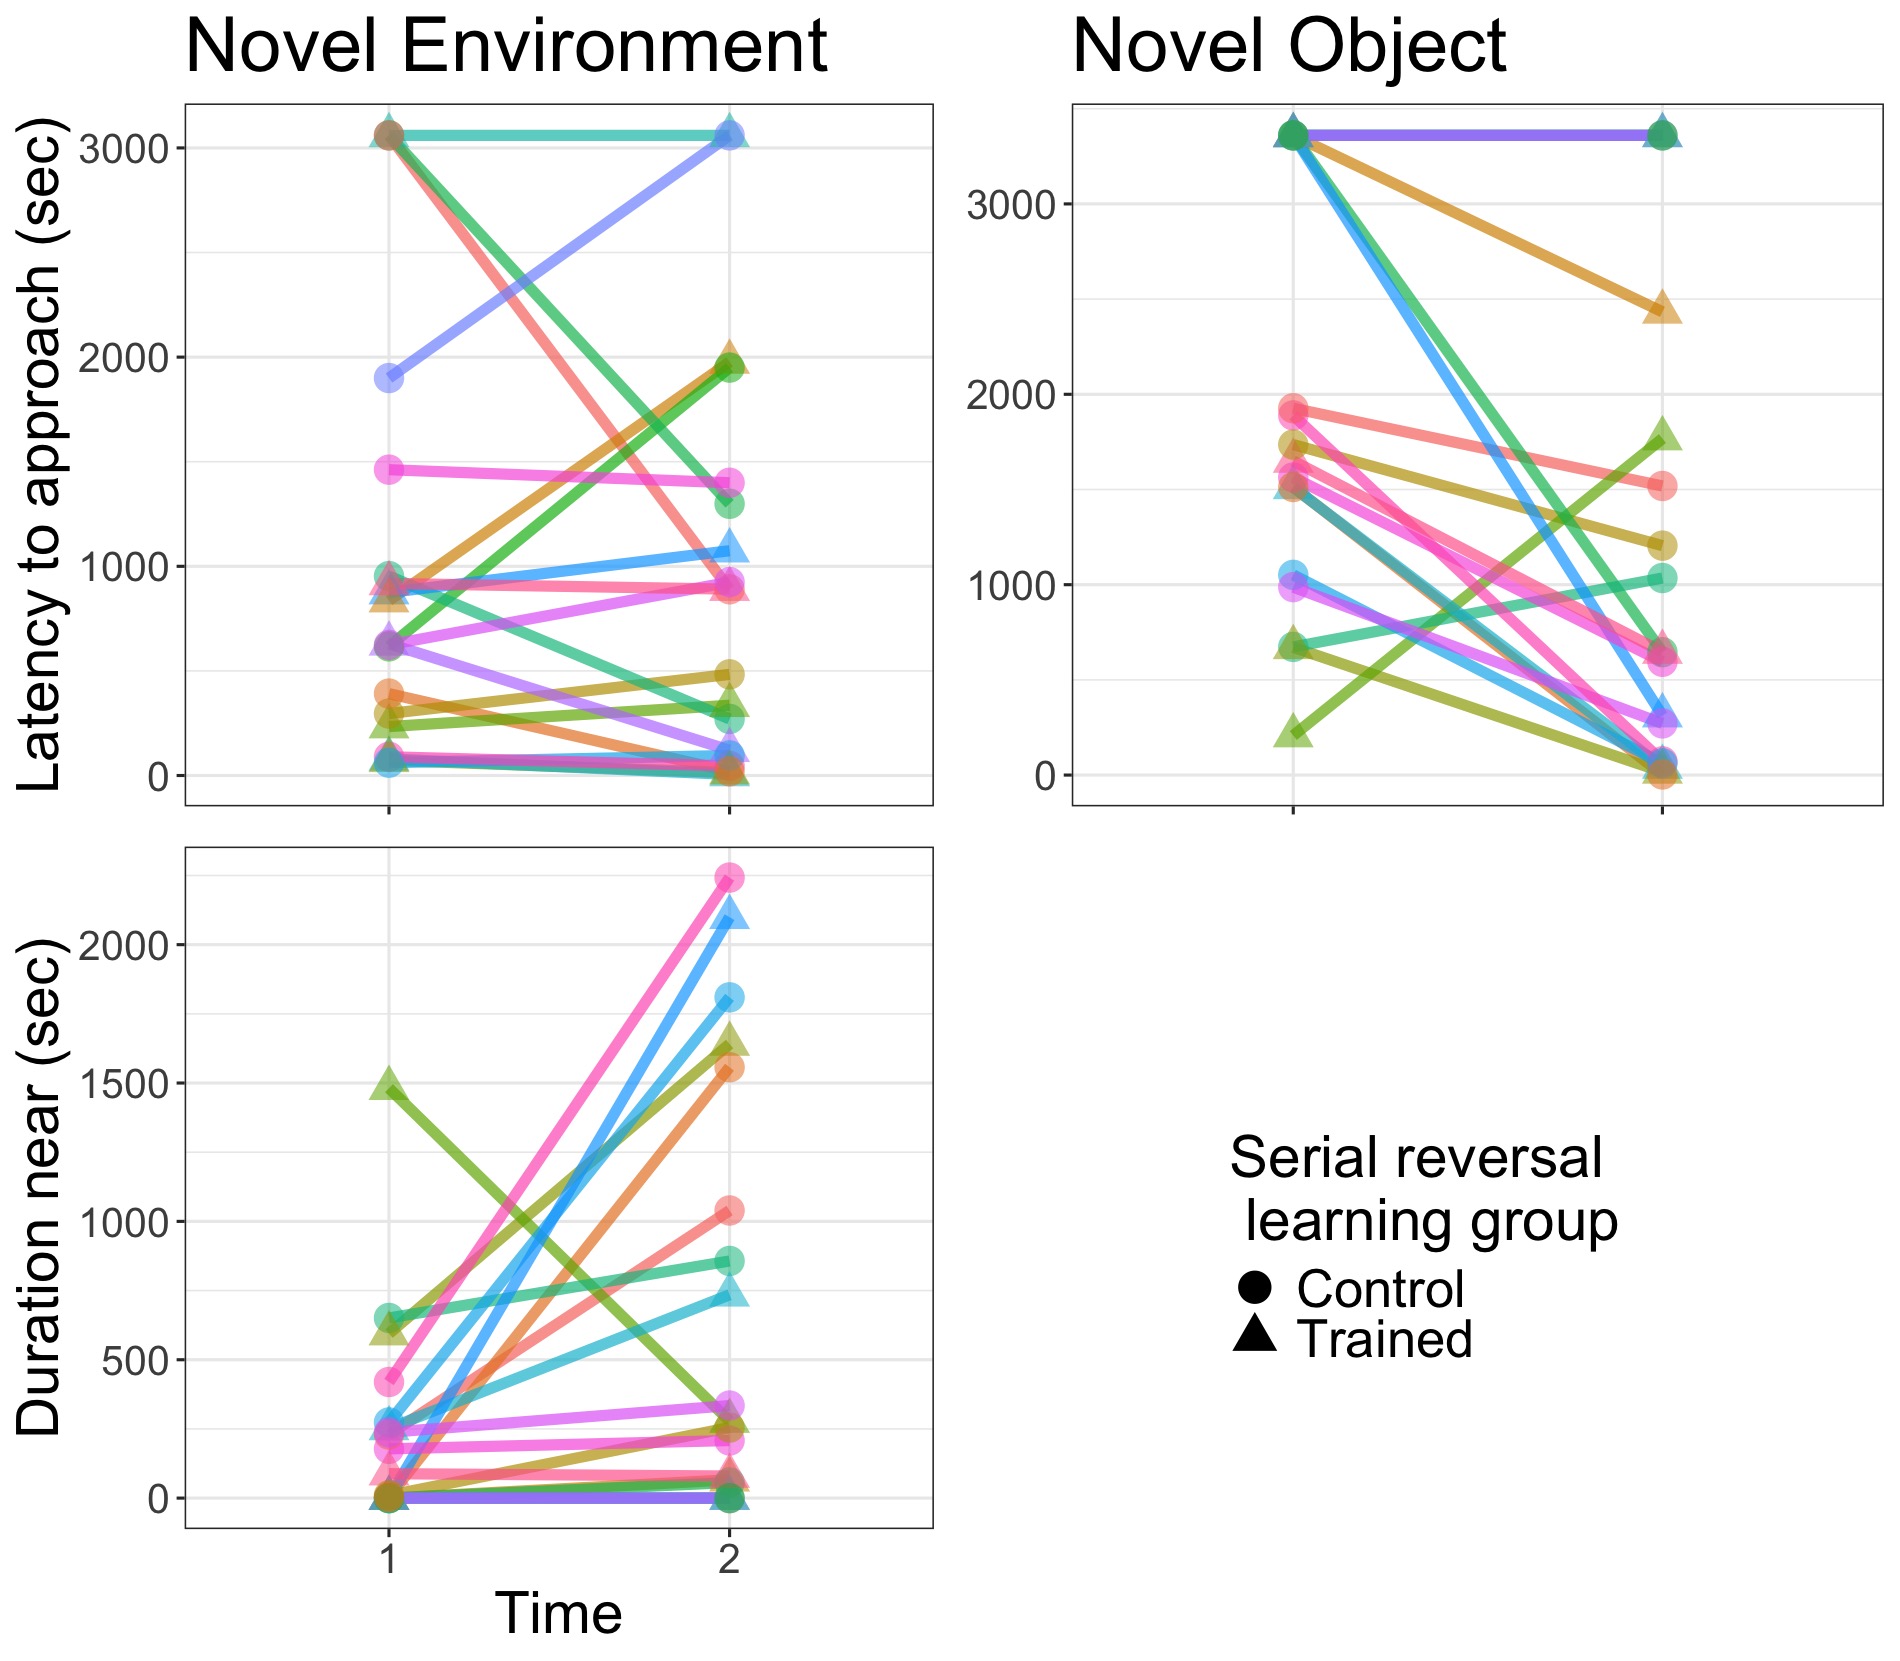 Novel Environment
Novel Object
Latency to approach (sec)
3000
2000
1000
0
3000
2000
1000
0
Duration near (sec)
2000
1500
1000
500
0
1
2
Time
Serial reversal
learning group
Control
Trained